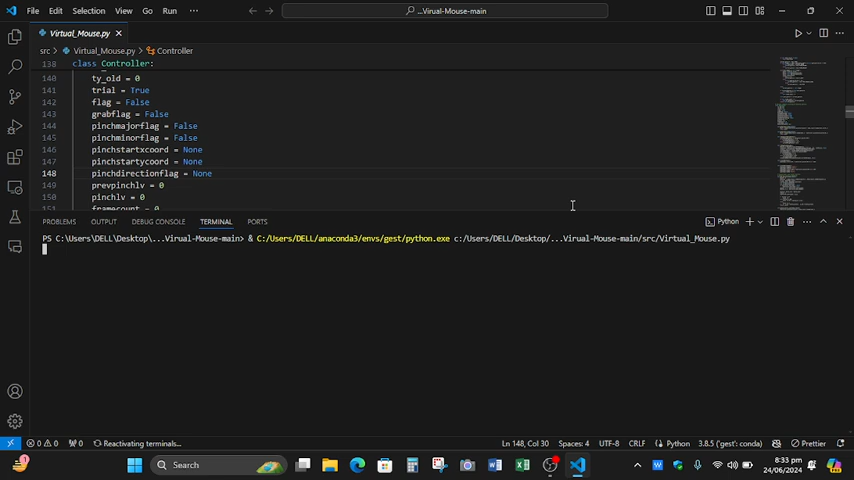 File Edit Selection View Go Run ··· ...Virual-Mouse-main
Virtual_Mouse.py
src > Virtual_Mouse.py > Controller
138 class Controller:
140 ty_old = 0
141 trial = True
142 flag = False
143 grabflag = False
144 pinchmajorflag = False
145 pinchminorflag = False
146 pinchstartxcoord = None
147 pinchstartycoord = None
148 pinchdirectionflag = None
149 prevpinchlv = 0
150 pinchlv = 0
151 framecount = 0
PROBLEMS OUTPUT DEBUG CONSOLE TERMINAL PORTS Python
PS C:\Users\DELL\Desktop\...Virual-Mouse-main> & C:/Users/DELL/anaconda3/envs/gest/python.exe c:/Users/DELL/Desktop/...Virual-Mouse-main/src/Virtual_Mouse.py
0 0 0 Reactivating terminals... Ln 148, Col 30 Spaces: 4 UTF-8 CRLF Python 3.8.5 ('gest': conda) Prettier
1 Search 8:33 pm
24/06/2024